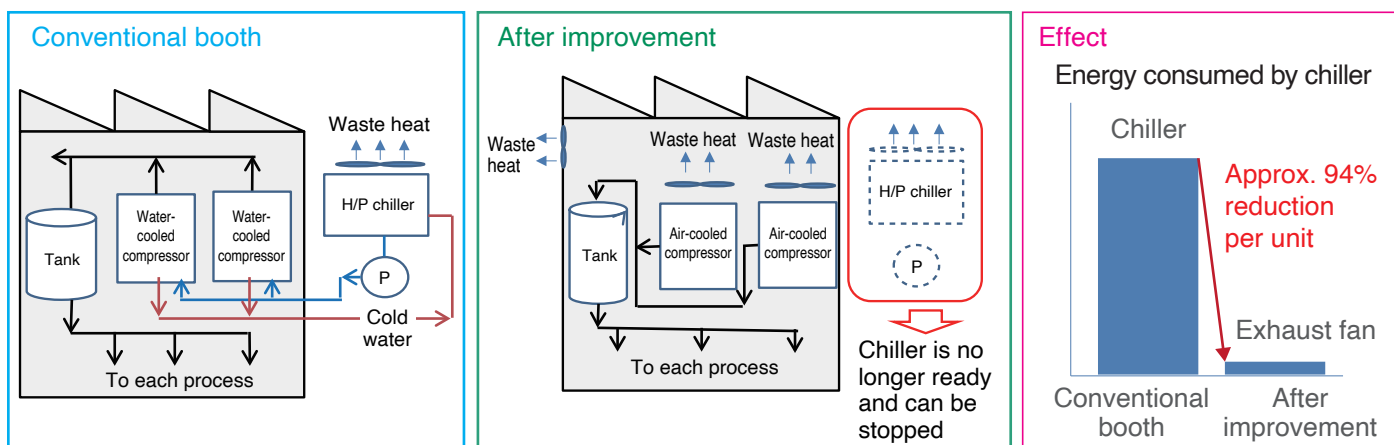 Conventional booth
Waste heat
H/P chiller
Water-
cooled
compressor
Water-
cooled
compressor
Tank
P
Cold
water
To each process
After improvement
Waste
heat
Waste heat
Waste heat
H/P chiller
Tank
Air-cooled
compressor
Air-cooled
compressor
P
To each process
Chiller is no
longer ready
and can be
stopped
Effect
Energy consumed by chiller
Chiller
Approx. 94%
reduction
per unit
Exhaust fan
Conventional
booth
After
improvement